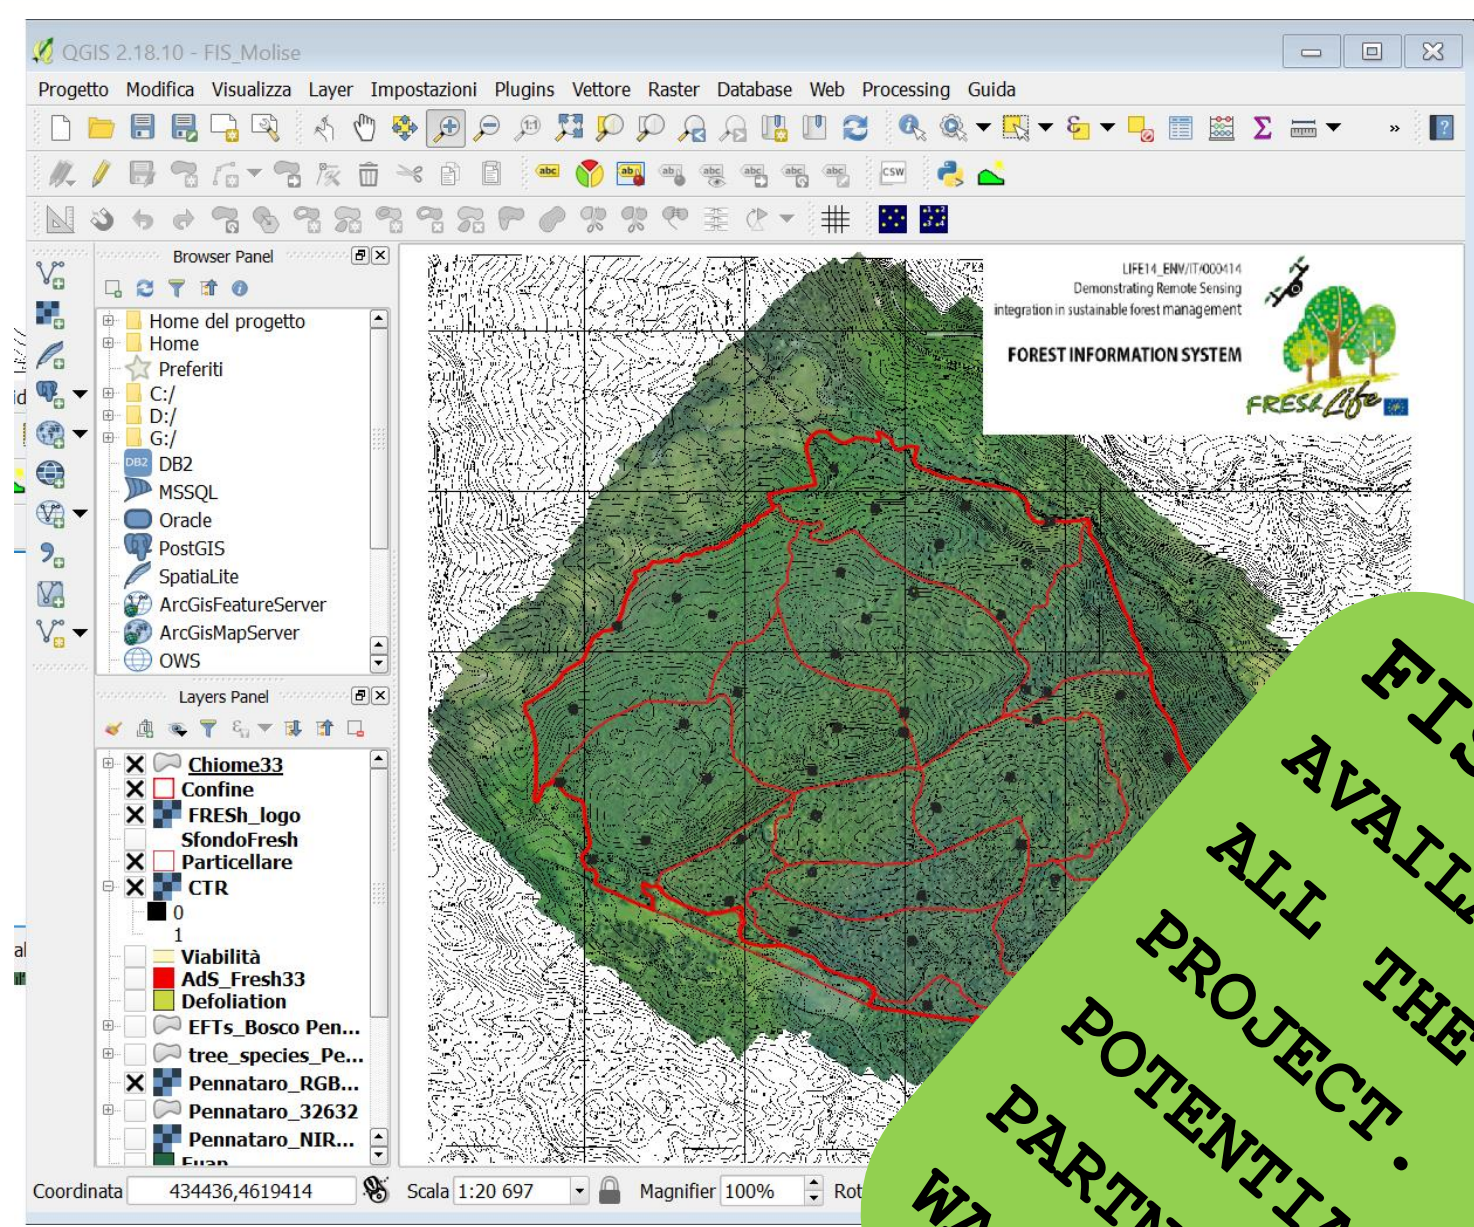 QGIS 2.18.10 - FIS_Molise
Progetto Modifica Visualizza Layer Impostazioni Plugins Vettore Raster Database Web Processing Guida
CSW
Browser Panel
Home del progetto
Home
Preferiti
C:/
D:/
G:/
DB2
MSSQL
Oracle
PostGIS
SpatiaLite
ArcGisFeatureServer
ArcGisMapServer
OWS
Layers Panel
Chiome33
Confine
FRESh_logo
SfondoFresh
Particellare
CTR
0
1
Viabilità
AdS_Fresh33
Defoliation
EFTs_Bosco Pen...
tree_species_Pe...
Pennataro_RGB...
Pennataro_32632
Pennataro_NIR...
LIFE14_ENV/IT/000414
Demonstrating Remote Sensing
integration in sustainable forest management
FOREST INFORMATION SYSTEM
FRESh Life
FIS
AVAILA
ALL THE
PROJECT.
POTENTIA
PARTN
WA
Coordinata 434436,4619414 Scala 1:20 697 Magnifier 100% Rot